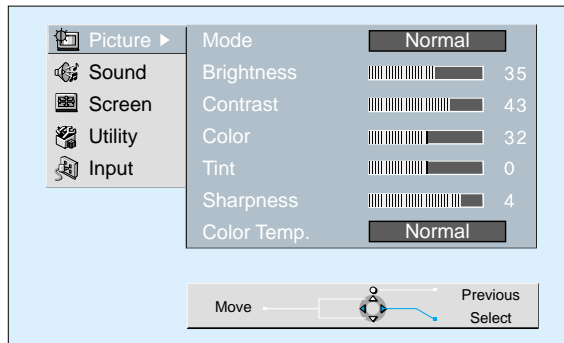 Picture ▶
Sound
Screen
Utility
Input
Mode Normal
Brightness 35
Contrast 43
Color 32
Tint 0
Sharpness 4
Color Temp. Normal
Move
Previous
Select